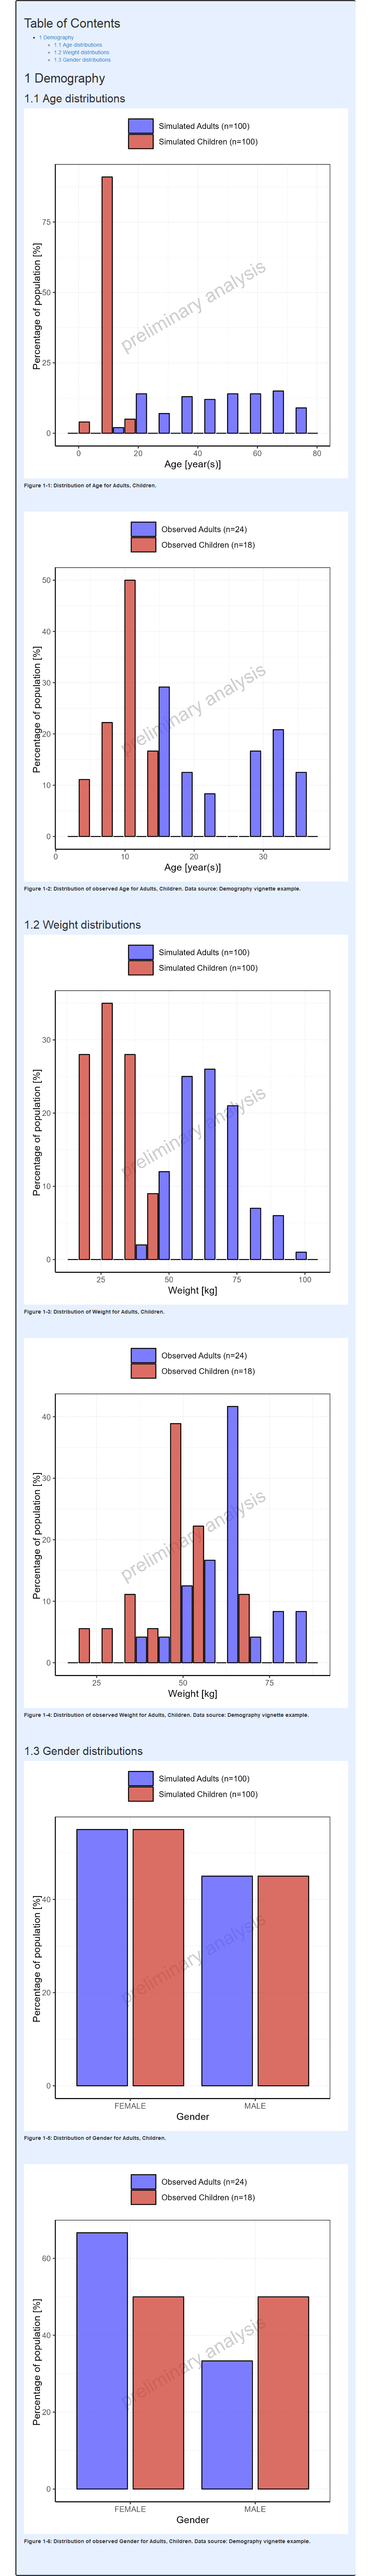 Table of Contents
1 Demography
1.1 Age distributions
1.2 Weight distributions
1.3 Gender distributions
1 Demography
1.1 Age distributions
Simulated Adults (n=100)
Simulated Children (n=100)
Percentage of population [%]
75
50
25
0
preliminary analysis
0 20 40 60 80
Age [year(s)]
Figure 1-1: Distribution of Age for Adults, Children.
Observed Adults (n=24)
Observed Children (n=18)
Percentage of population [%]
50
40
30
20
10
0
preliminary analysis
0 10 20 30
Age [year(s)]
Figure 1-2: Distribution of observed Age for Adults, Children. Data source: Demography vignette example.
1.2 Weight distributions
Simulated Adults (n=100)
Simulated Children (n=100)
Percentage of population [%]
30
20
10
0
preliminary analysis
25 50 75 100
Weight [kg]
Figure 1-3: Distribution of Weight for Adults, Children.
Observed Adults (n=24)
Observed Children (n=18)
Percentage of population [%]
40
30
20
10
0
preliminary analysis
25 50 75
Weight [kg]
Figure 1-4: Distribution of observed Weight for Adults, Children. Data source: Demography vignette example.
1.3 Gender distributions
Simulated Adults (n=100)
Simulated Children (n=100)
Percentage of population [%]
40
20
0
preliminary analysis
FEMALE MALE
Gender
Figure 1-5: Distribution of Gender for Adults, Children.
Observed Adults (n=24)
Observed Children (n=18)
Percentage of population [%]
60
40
20
0
preliminary analysis
FEMALE MALE
Gender
Figure 1-6: Distribution of observed Gender for Adults, Children. Data source: Demography vignette example.